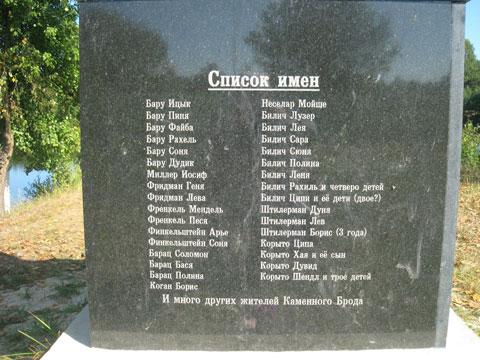 Список имен
Бару Ицык
Бару Пиня
Бару Файба
Бару Рахель
Бару Соня
Бару Дудик
Миллер Иосиф
Фридман Геня
Фридман Лева
Френкель Мендель
Френкель Песя
Финкельштейн Арье
Финкельштейн Соня
Барац Соломон
Барац Бася
Барац Полина
Коган Борис
Неселар Мойше
Билич Лузер
Билич Лея
Билич Сара
Билич Сюня
Билич Полина
Билич Леня
Билич Рахиль и четверо детей
Билич Ципи и её дети (двое?)
Штилерман Дуня
Штилерман Лев
Штилерман Борис (3 года)
Корыто Ципа
Корыто Хая и её сын
Корыто Дувид
Корыто Шендл и трое детей
И много других жителей Каменного Брода